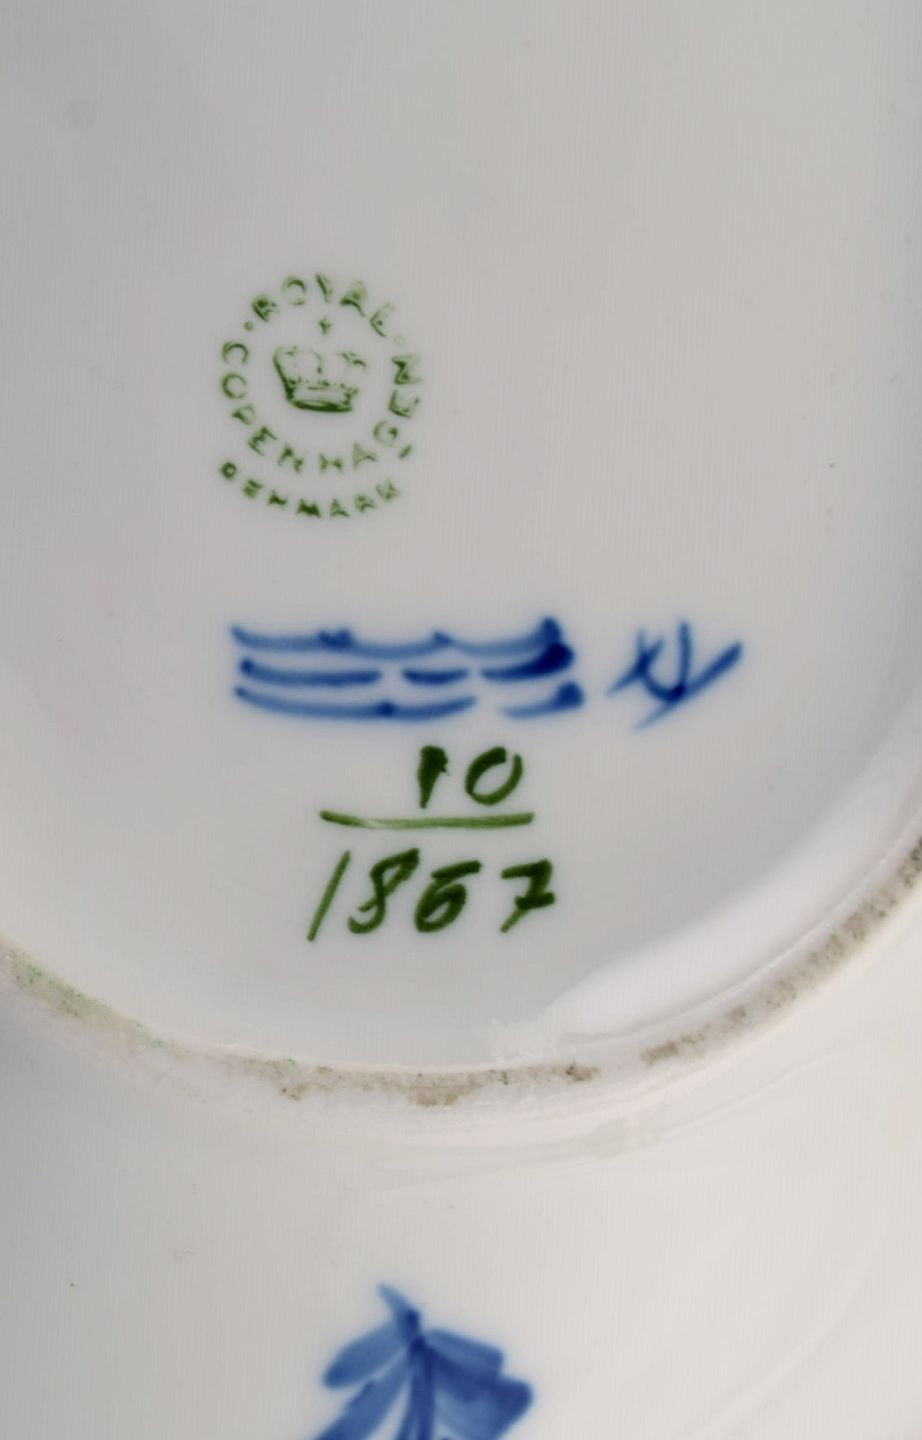 ROYAL
COPENHAGEN
DENMARK
10
1867